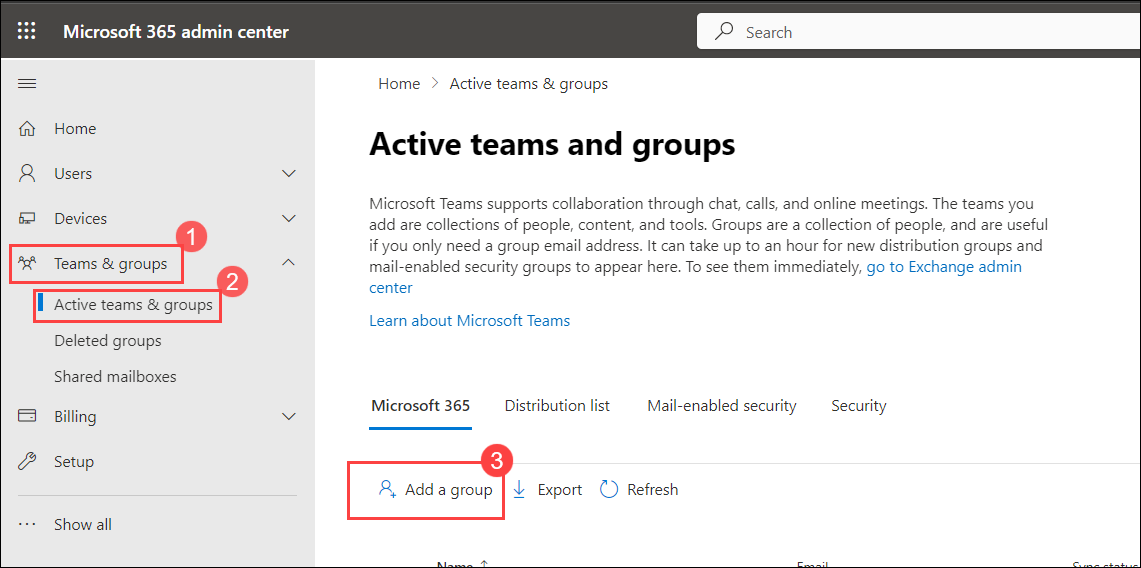 Microsoft 365 admin center
Search
Home
Users
Devices
1
Teams & groups
2
Active teams & groups
Deleted groups
Shared mailboxes
Billing
Setup
Show all
Home > Active teams & groups
Active teams and groups
Microsoft Teams supports collaboration through chat, calls, and online meetings. The teams you
add are collections of people, content, and tools. Groups are a collection of people, and are useful
if you only need a group email address. It can take up to an hour for new distribution groups and
mail-enabled security groups to appear here. To see them immediately, go to Exchange admin
center
Learn about Microsoft Teams
Microsoft 365 Distribution list Mail-enabled security Security
3
Add a group Export Refresh
Name ↑ Email Sync status